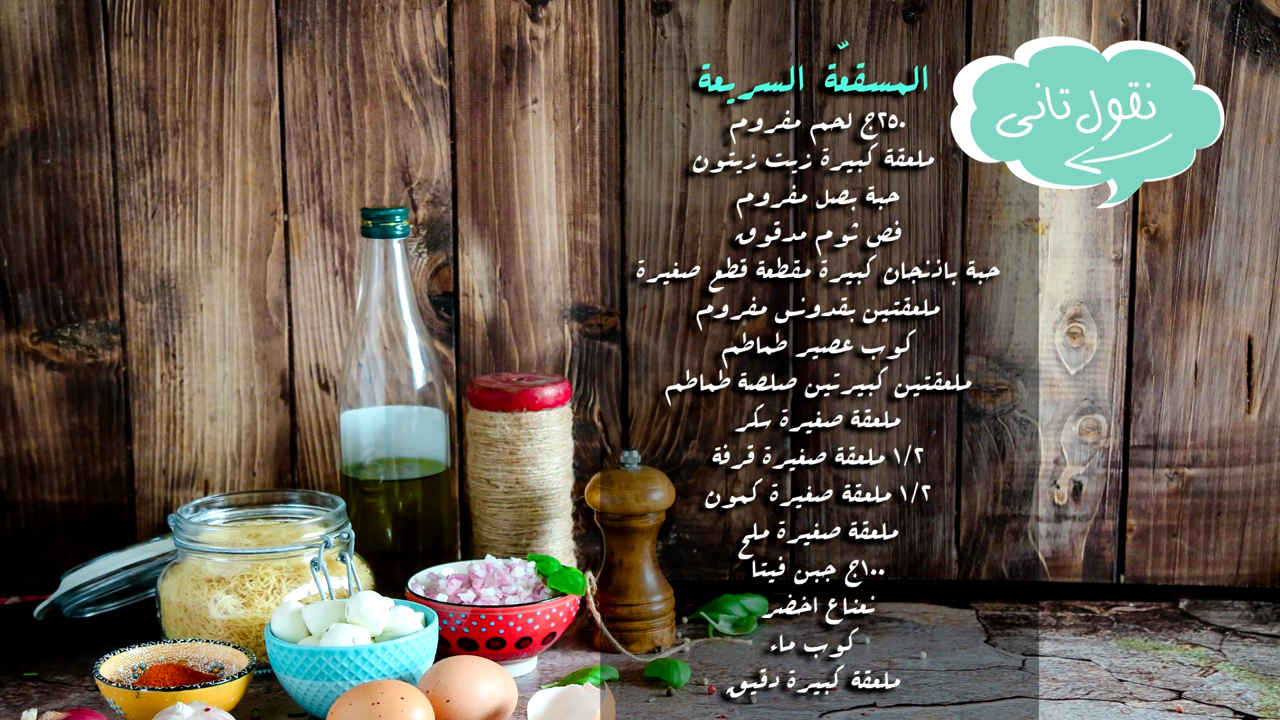 المسقعّة السريعة
٢٥٠ج لحم مفروم
ملعقة كبيرة زيت زيتون
حبة بصل مفروم
فص ثوم مدقوق
حبة باذنجان كبيرة مقطعة قطع صغيرة
ملعقتين بقدونس مفروم
كوب عصير طماطم
ملعقتين كبيرتين صلصة طماطم
ملعقة صغيرة سكر
١/٢ ملعقة صغيرة قرفة
١/٢ ملعقة صغيرة كمون
ملعقة صغيرة ملح
١٠٠ج جبن فيتا
نعناع اخضر
كوب ماء
ملعقة كبيرة دقيق
نقول تانى